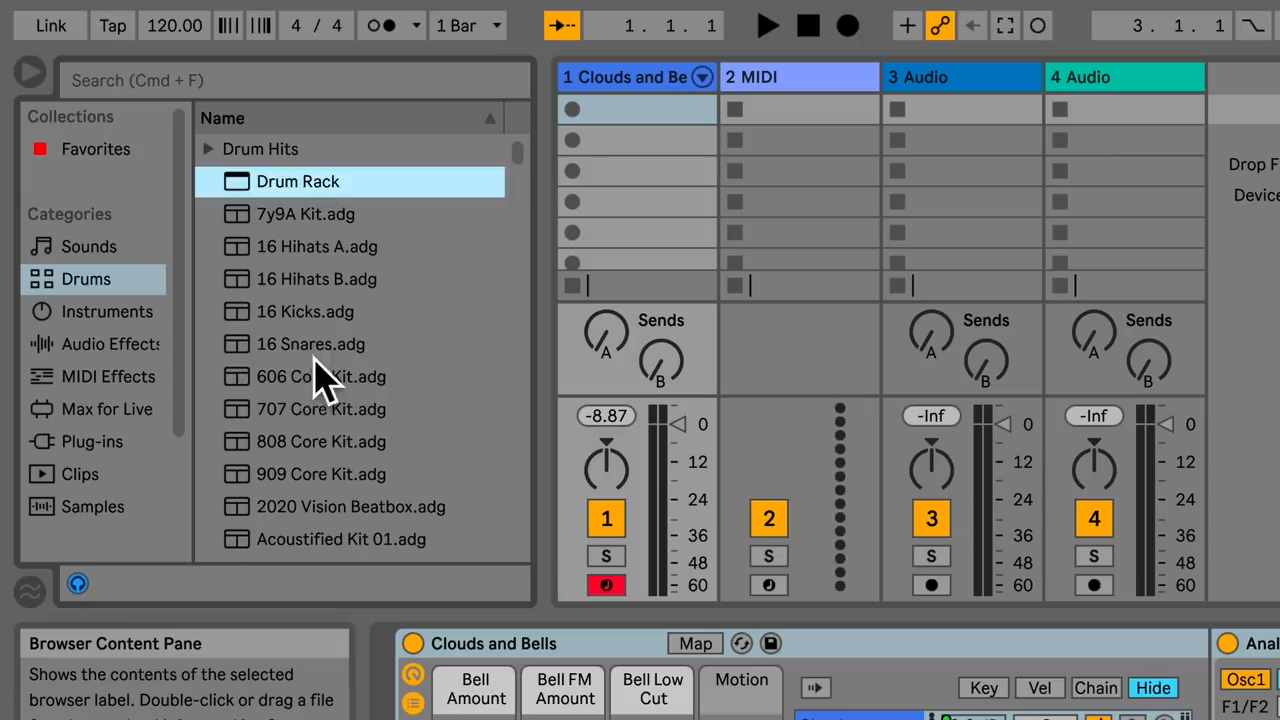 Link Tap 120.00 4 / 4 1 Bar 1. 1. 1 3. 1. 1
Search (Cmd + F)
Collections
Favorites
Categories
Sounds
Drums
Instruments
Audio Effects
MIDI Effects
Max for Live
Plug-ins
Clips
Samples
Name
Drum Hits
Drum Rack
7y9A Kit.adg
16 Hihats A.adg
16 Hihats B.adg
16 Kicks.adg
16 Snares.adg
606 Kit.adg
707 Core Kit.adg
808 Core Kit.adg
909 Core Kit.adg
2020 Vision Beatbox.adg
Acoustified Kit 01.adg
1 Clouds and Be 2 MIDI 3 Audio 4 Audio
Drop F
Device
Sends Sends Sends
A A A
B B B
-8.87 -Inf -Inf
0 0 0
12 12 12
24 24 24
36 36 36
48 48 48
60 60 60
1 2 3 4
S S S S
Browser Content Pane
Shows the contents of the selected
browser label. Double-click or drag a file
Clouds and Bells Map
Bell
Amount
Bell FM
Amount
Bell Low
Cut
Motion
Key Vel Chain Hide
Anal
Osc1
F1/F2